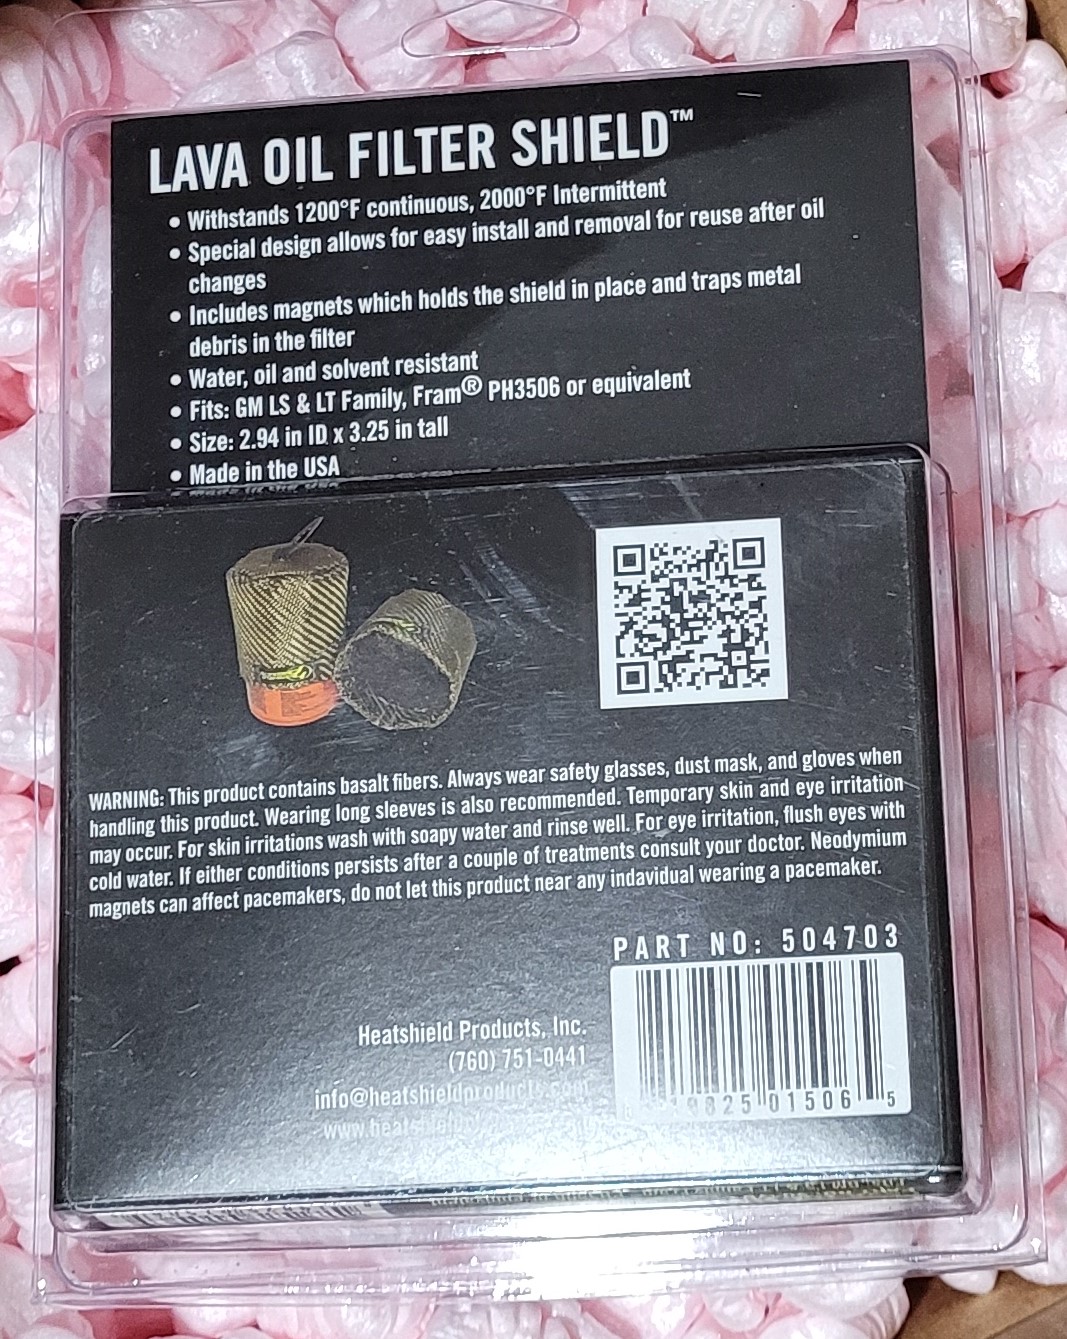 LAVA OIL FILTER SHIELD™
• Withstands 1200°F continuous, 2000°F Intermittent
• Special design allows for easy install and removal for reuse after oil
changes
• Includes magnets which holds the shield in place and traps metal
debris in the filter
• Water, oil and solvent resistant
• Fits: GM LS & LT Family, Fram® PH3506 or equivalent
• Size: 2.94 in ID x 3.25 in tall
• Made in the USA
WARNING: This product contains basalt fibers. Always wear safety glasses, dust mask, and gloves when
handling this product. Wearing long sleeves is also recommended. Temporary skin and eye irritation
may occur. For skin irritations wash with soapy water and rinse well. For eye irritation, flush eyes with
cold water. If either conditions persists after a couple of treatments consult your doctor. Neodymium
magnets can affect pacemakers, do not let this product near any indavidual wearing a pacemaker.
PART NO: 504703
Heatshield Products, Inc.
(760) 751-0441
info@heatshieldproducts.com
01506 5